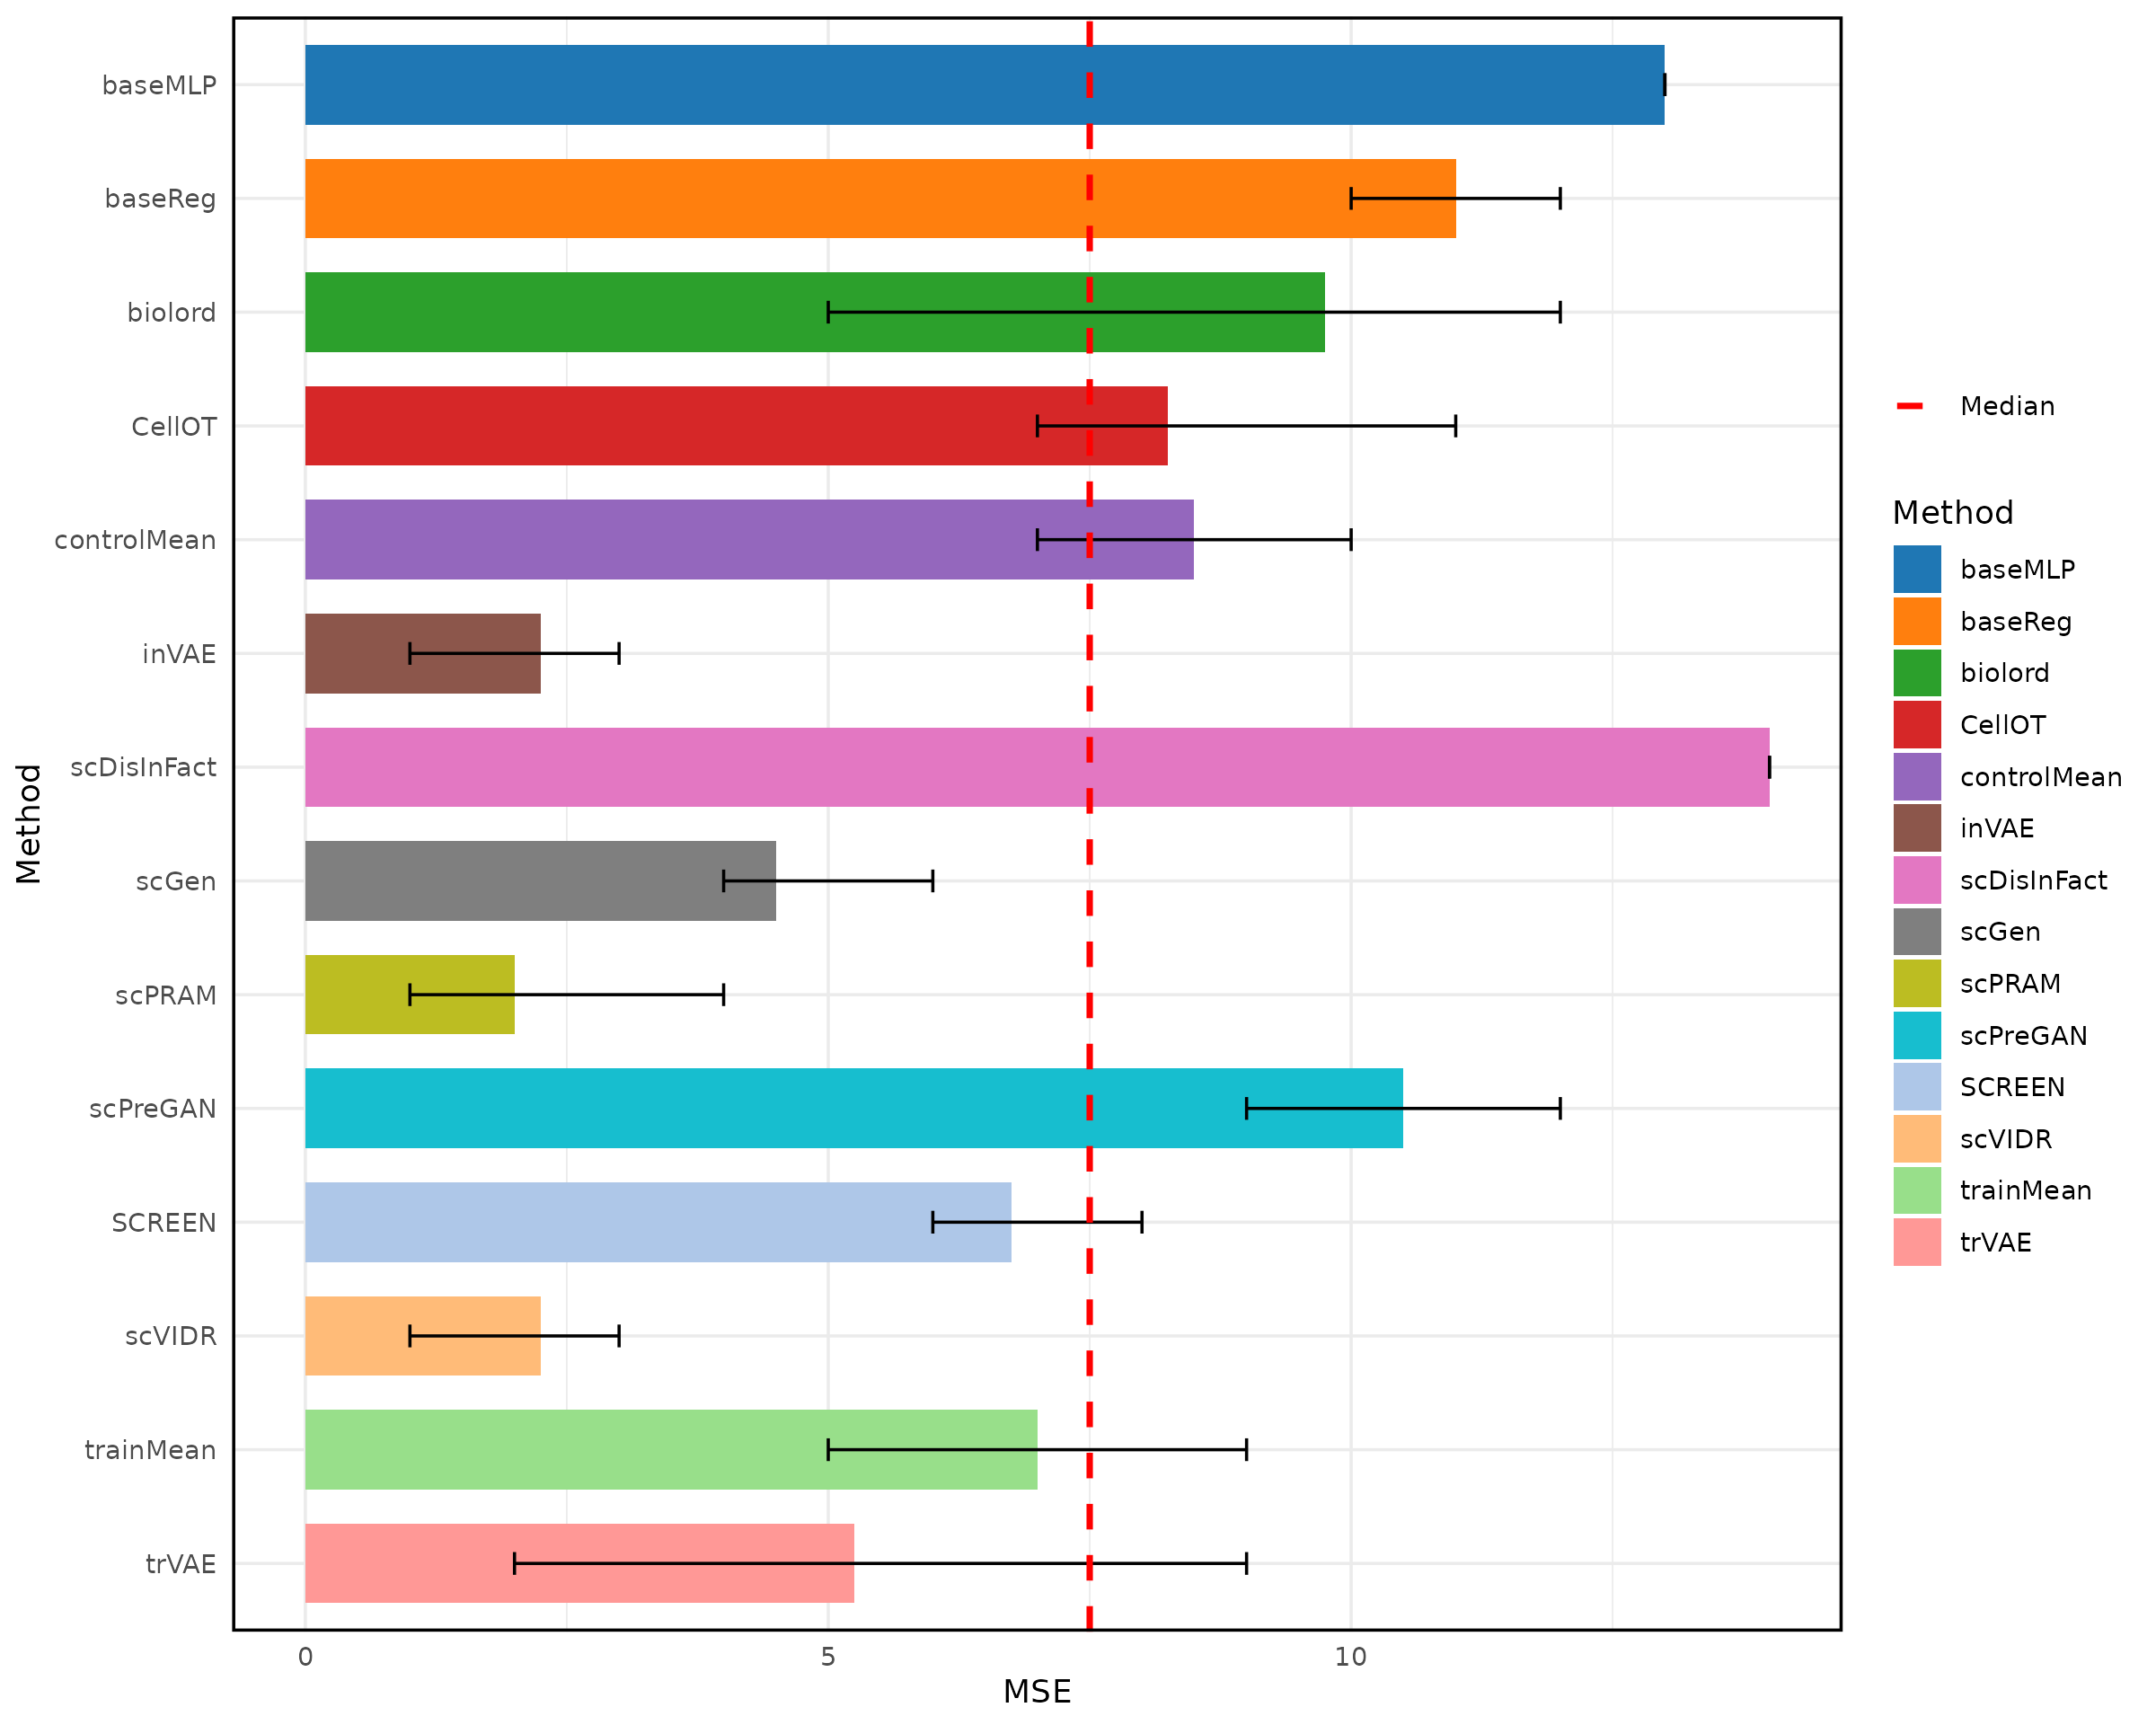 baseMLP
baseReg
biolord
CellOT
controlMean
inVAE
scDisInFact
scGen
scPRAM
scPreGAN
SCREEN
scVIDR
trainMean
trVAE
Method
0 5 10
MSE
Median
Method
baseMLP
baseReg
biolord
CellOT
controlMean
inVAE
scDisInFact
scGen
scPRAM
scPreGAN
SCREEN
scVIDR
trainMean
trVAE